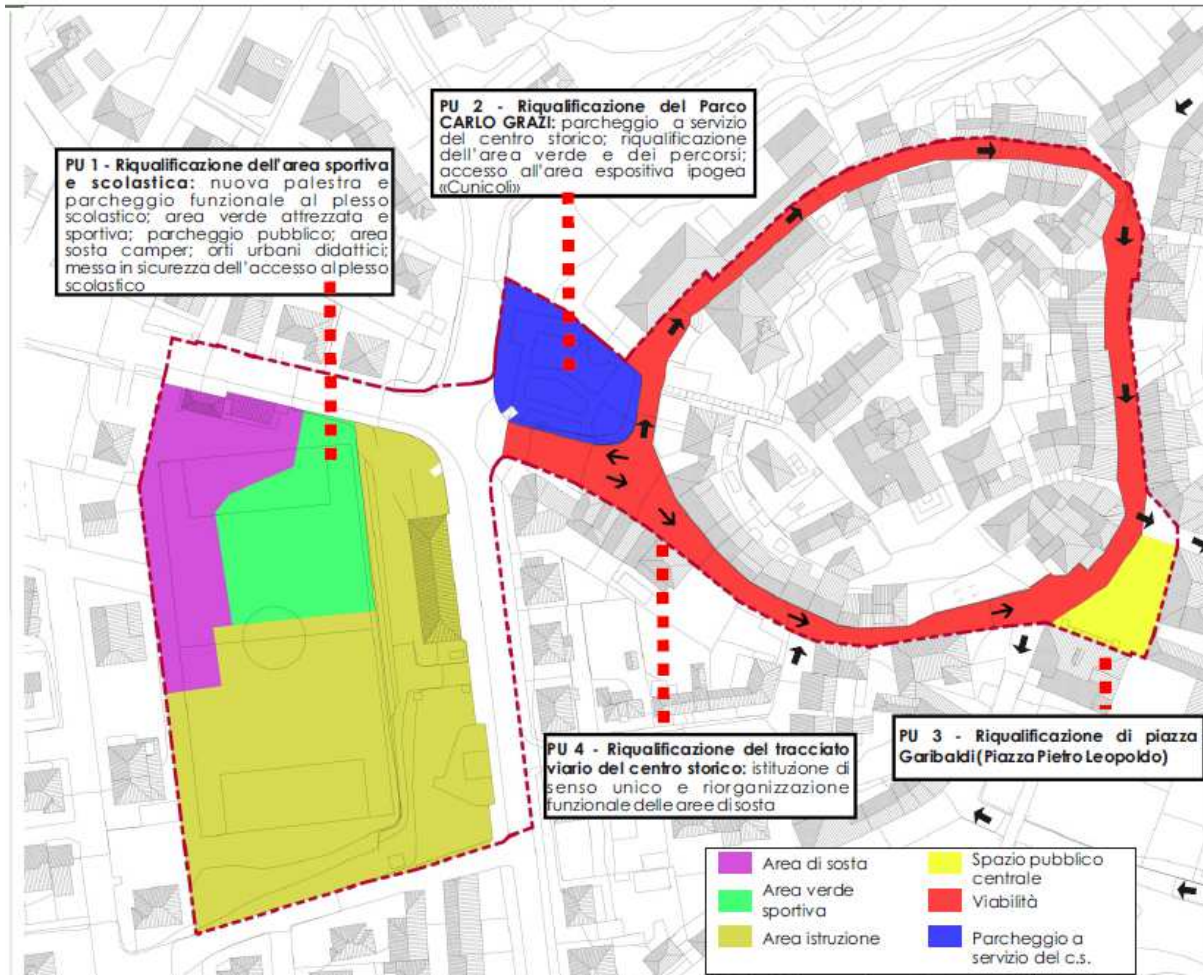 PU 2 - Riqualificazione del Parco
CARLO GRAZI: parcheggio a servizio
del centro storico; riqualificazione
dell'area verde e dei percorsi;
accesso all'area espositiva ipogea
«Cunicoli»
PU 1 - Riqualificazione dell'area sportiva
e scolastica: nuova palestra e
parcheggio funzionale al plesso
scolastico; area verde attrezzata e
sportiva; parcheggio pubblico; area
sosta camper; orti urbani didattici;
messa in sicurezza dell'accesso al plesso
scolastico
PU 4 - Riqualificazione del tracciato
viario del centro storico: istituzione di
senso unico e riorganizzazione
funzionale delle aree di sosta
PU 3 - Riqualificazione di piazza
Garibaldi (Piazza Pietro Leopoldo)
Area di sosta
Area verde
sportiva
Area istruzione
Spazio pubblico
centrale
Viabilità
Parcheggio a
servizio del c.s.